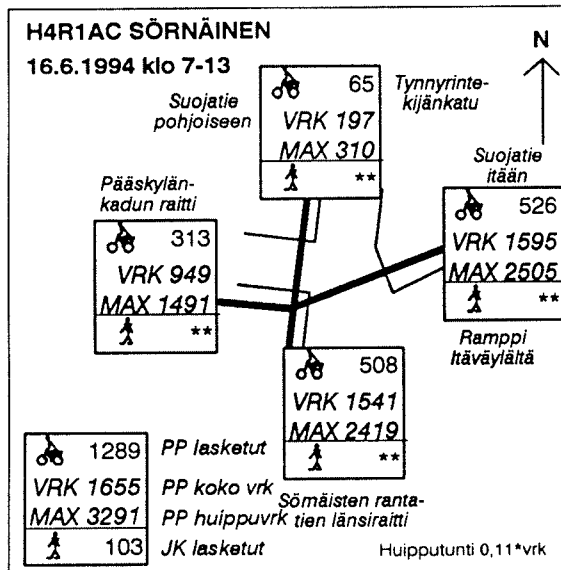 H4R1AC SÖRNÄINEN
16.6.1994 klo 7-13
N
Suojatie
pohjoiseen
65
VRK 197
MAX 310
**
Tynnyrinte-
kijänkatu
Suojatie
itään
526
VRK 1595
MAX 2505
**
Ramppi
Itäväylältä
Pääskylän-
kadun raitti
313
VRK 949
MAX 1491
**
508
VRK 1541
MAX 2419
**
Sörnäisten ranta-
tien länsiraitti
1289 PP lasketut
VRK 1655 PP koko vrk
MAX 3291 PP huippuvrk
103 JK lasketut
Huipputunti 0,11*vrk